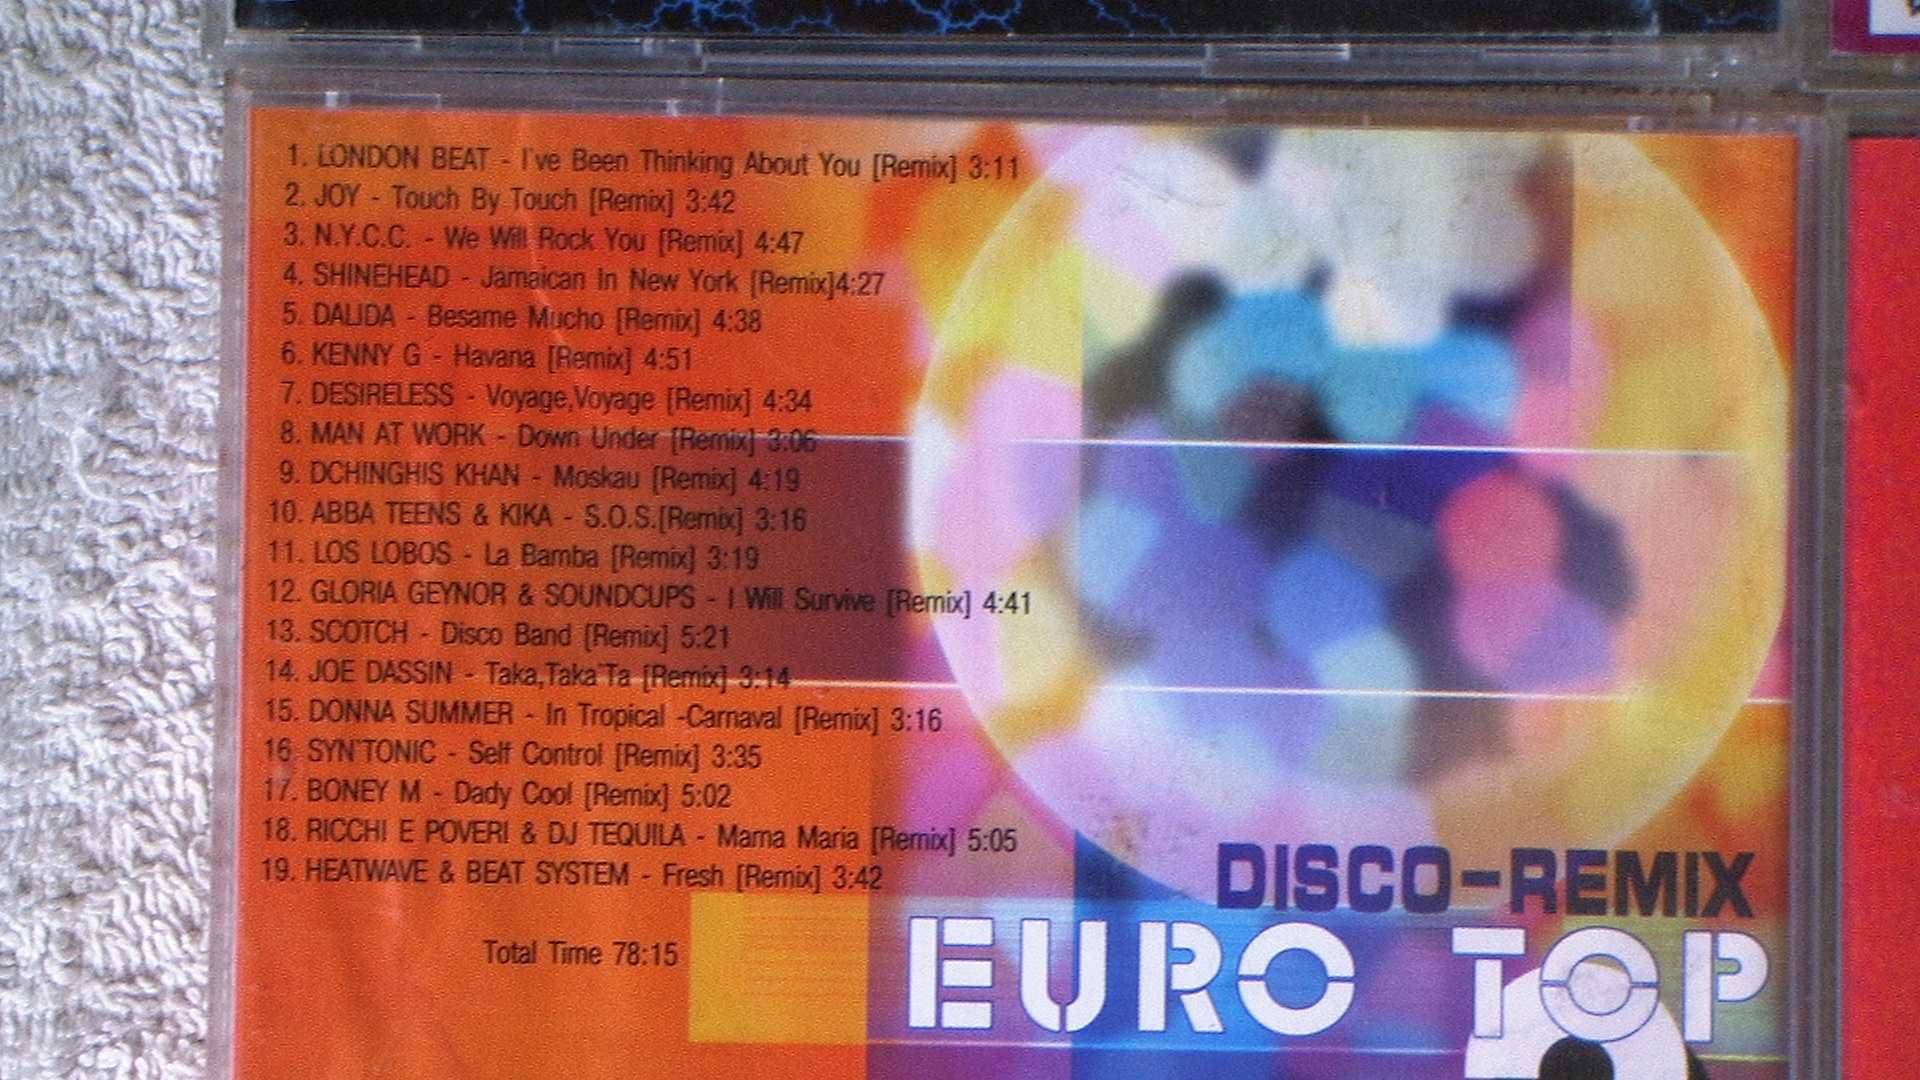 1. LONDON BEAT - I've Been Thinking About You [Remix] 3:11
2. JOY - Touch By Touch [Remix] 3:42
3. N.Y.C.C. - We Will Rock You [Remix] 4:47
4. SHINEHEAD - Jamaican In New York [Remix]4:27
5. DALIDA - Besame Mucho [Remix] 4:38
6. KENNY G - Havana [Remix] 4:51
7. DESIRELESS - Voyage,Voyage [Remix] 4:34
8. MAN AT WORK - Down Under [Remix] 3:06
9. DCHINGHIS KHAN - Moskau [Remix] 4:19
10. ABBA TEENS & KIKA - S.O.S.[Remix] 3:16
11. LOS LOBOS - La Bamba [Remix] 3:19
12. GLORIA GEYNOR & SOUNDCUPS - I Will Survive [Remix] 4:41
13. SCOTCH - Disco Band [Remix] 5:21
14. JOE DASSIN - Taka,Taka'Ta [Remix] 3:14
15. DONNA SUMMER - In Tropical -Carnaval [Remix] 3:16
16. SYN'TONIC - Self Control [Remix] 3:35
17. BONEY M - Dady Cool [Remix] 5:02
18. RICCHI E POVERI & DJ TEQUILA - Mama Maria [Remix] 5:05
19. HEATWAVE & BEAT SYSTEM - Fresh [Remix] 3:42
Total Time 78:15
DISCO-REMIX
EURO TOP